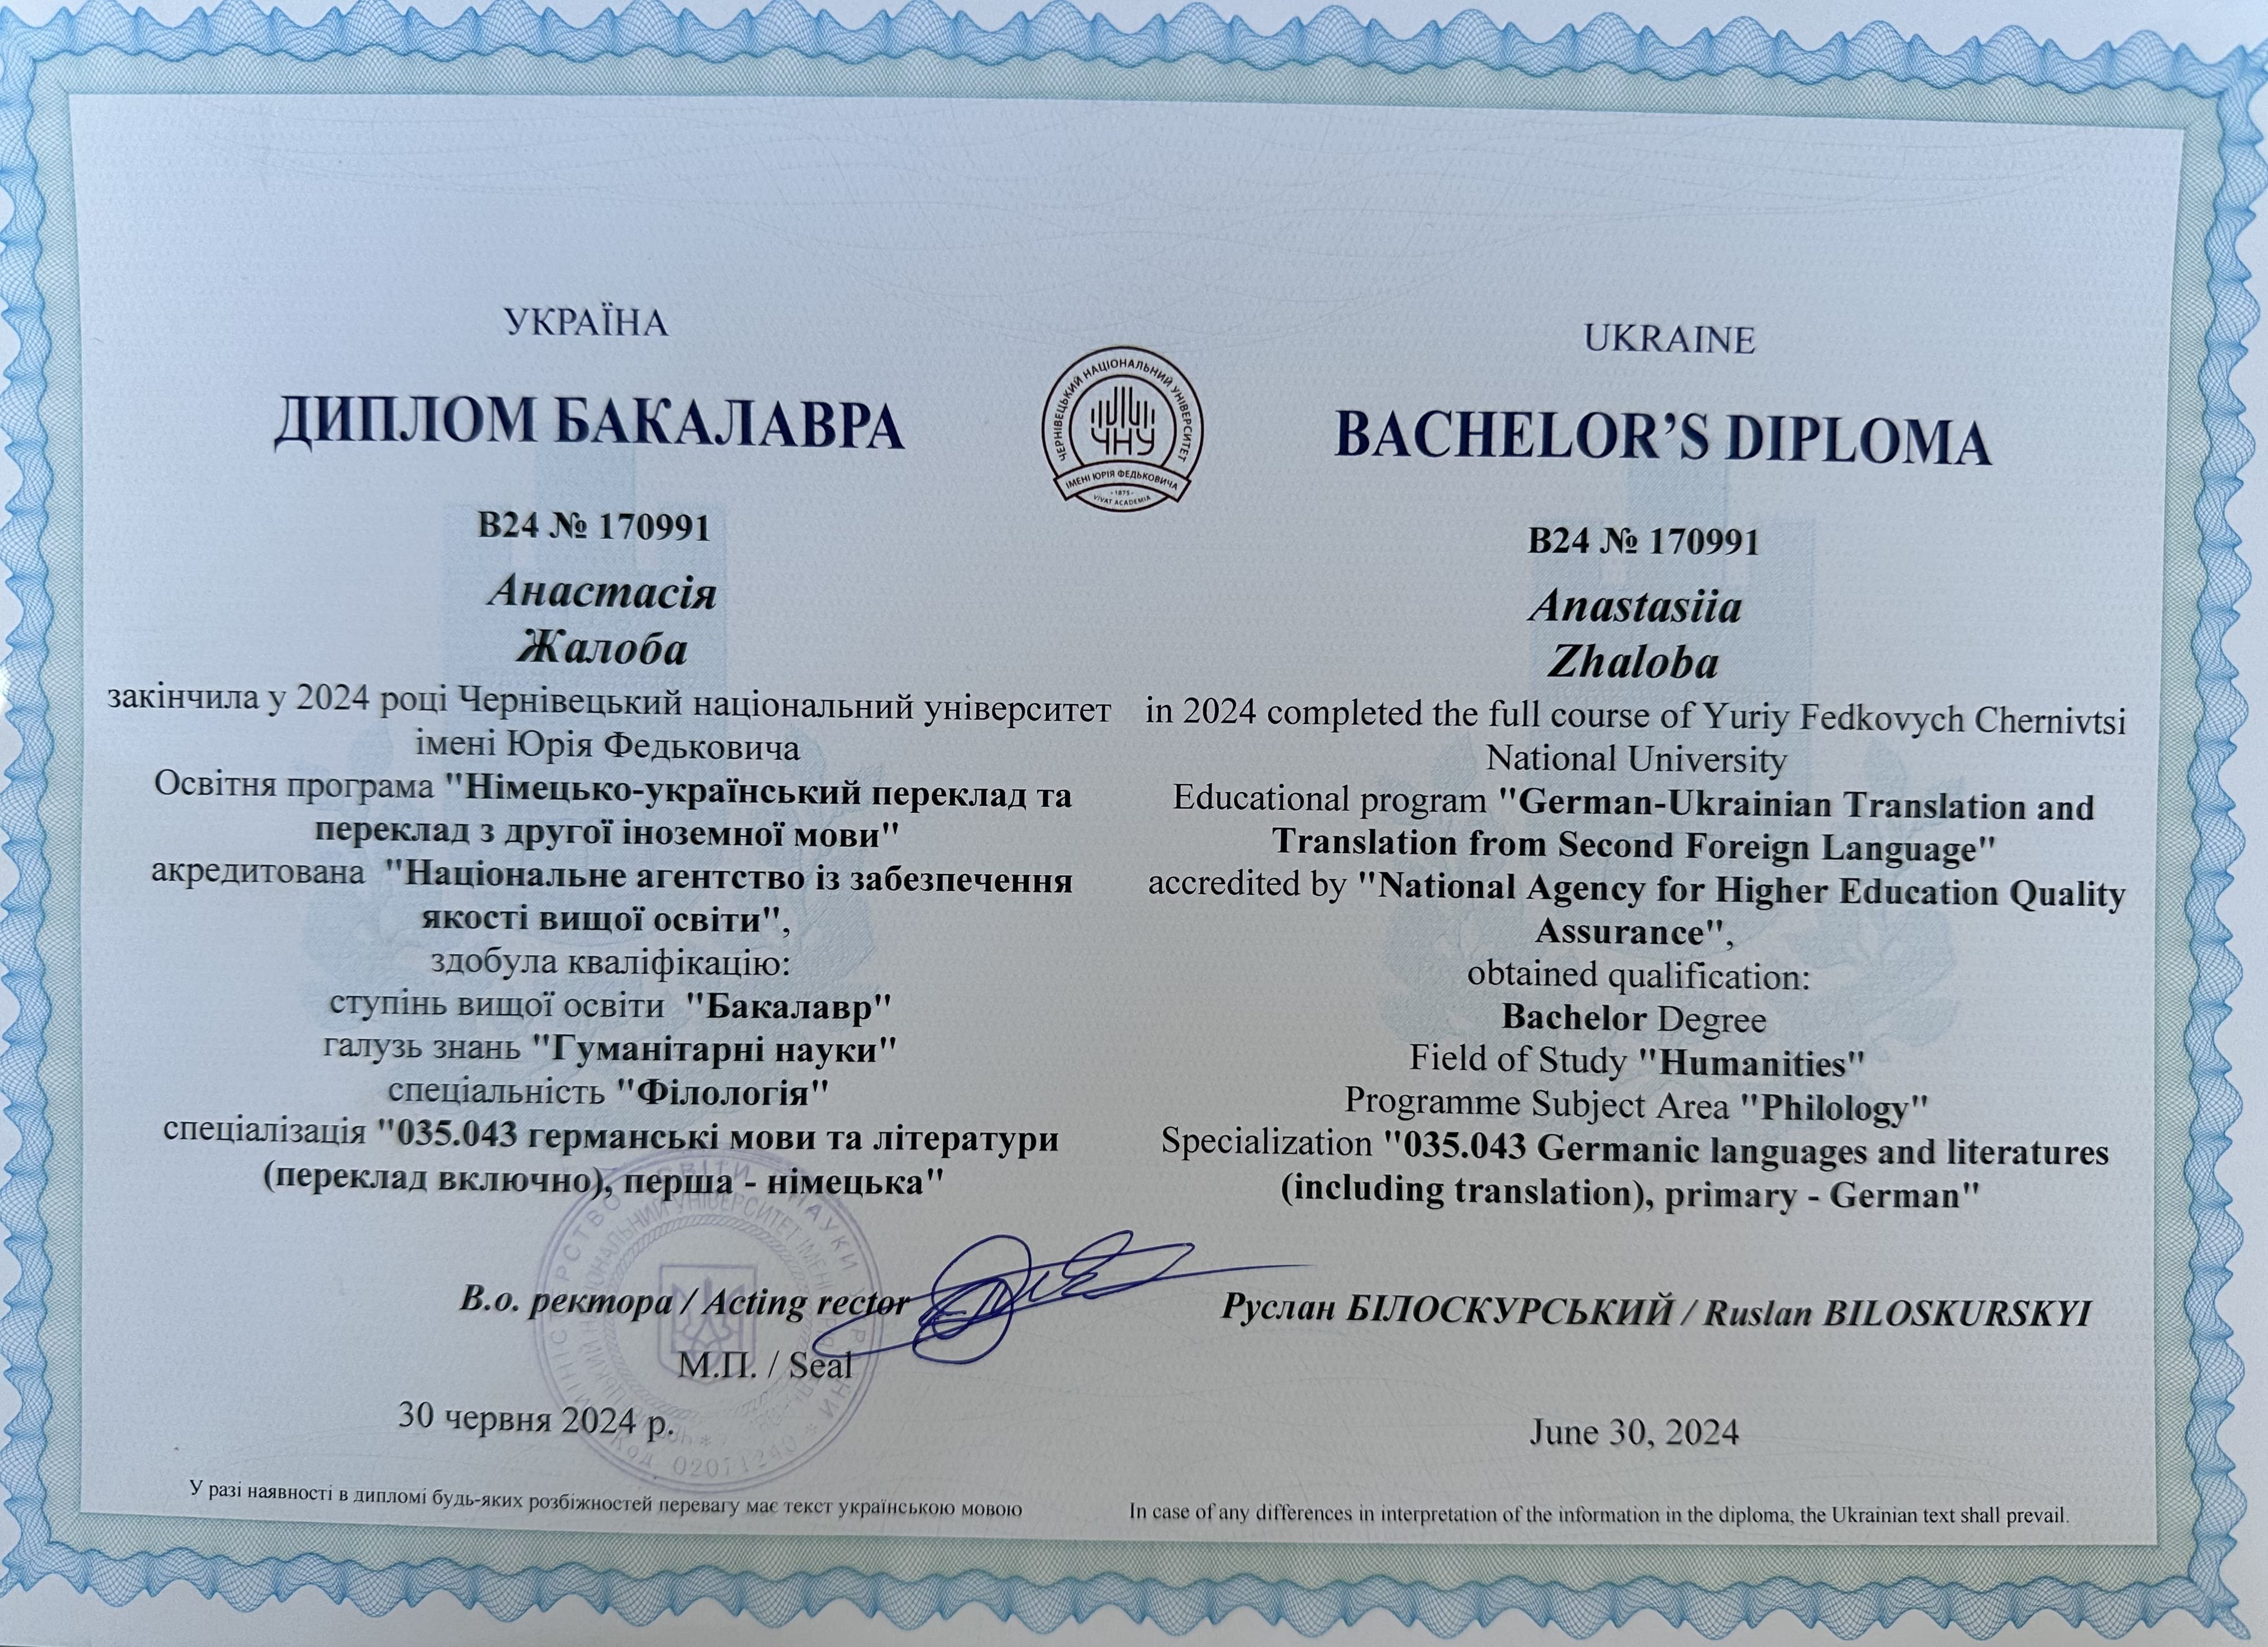 УКРАЇНА
ДИПЛОМ БАКАЛАВРА
В24 № 170991
Анастасія
Жалоба
закінчила у 2024 році Чернівецький національний університет
імені Юрія Федьковича
Освітня програма "Німецько-український переклад та
переклад з другої іноземної мови"
акредитована "Національне агентство із забезпечення
якості вищої освіти",
здобула кваліфікацію:
ступінь вищої освіти "Бакалавр"
галузь знань "Гуманітарні науки"
спеціальність "Філологія"
спеціалізація "035.043 германські мови та літератури
(переклад включно), перша - німецька"
ЧЕРНІВЕЦЬКИЙ НАЦІОНАЛЬНИЙ УНІВЕРСИТЕТ
ЧНУ
ІМЕНІ ЮРІЯ ФЕДЬКОВИЧА
· 1875 ·
VIVAT ACADEMIA
UKRAINE
BACHELOR’S DIPLOMA
B24 № 170991
Anastasiia
Zhaloba
in 2024 completed the full course of Yuriy Fedkovych Chernivtsi
National University
Educational program "German-Ukrainian Translation and
Translation from Second Foreign Language"
accredited by "National Agency for Higher Education Quality
Assurance",
obtained qualification:
Bachelor Degree
Field of Study "Humanities"
Programme Subject Area "Philology"
Specialization "035.043 Germanic languages and literatures
(including translation), primary - German"
В.о. ректора / Acting rector
Руслан БІЛОСКУРСЬКИЙ / Ruslan BILOSKURSKYI
М.П. / Seal
30 червня 2024 р.
June 30, 2024
У разі наявності в дипломі будь-яких розбіжностей перевагу має текст українською мовою
In case of any differences in interpretation of the information in the diploma, the Ukrainian text shall prevail.